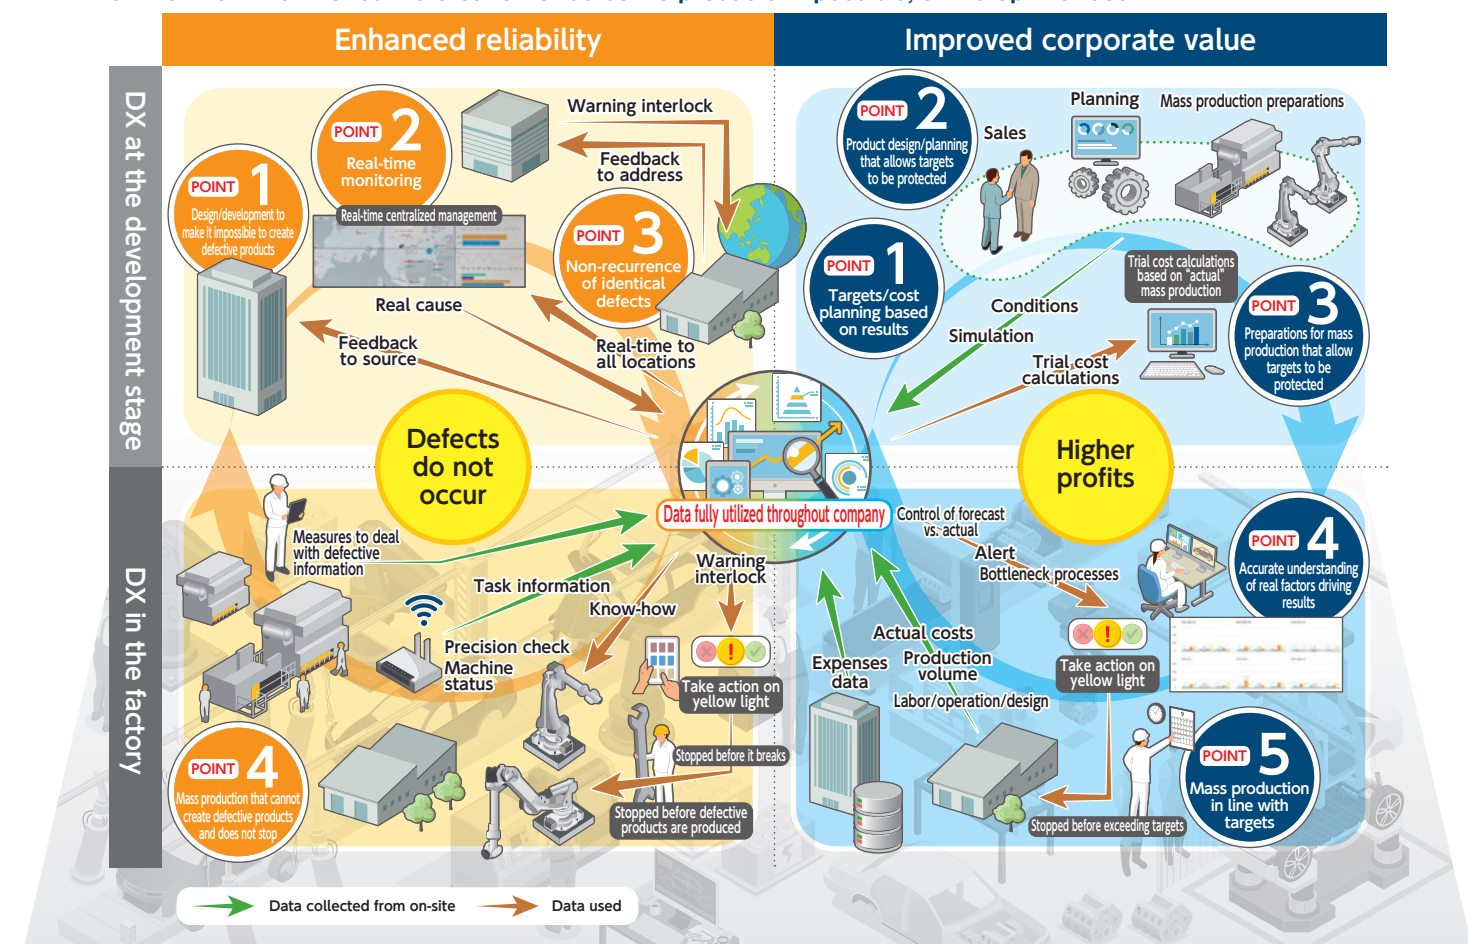 Enhanced reliability
Improved corporate value
DX at the development stage
DX in the factory
POINT 1
Design/development to
make it impossible to create
defective products
POINT 2
Real-time
monitoring
Real-time centralized management
Warning interlock
Feedback
to address
POINT 3
Non-recurrence
of identical
defects
Real cause
Feedback
to source
Real-time to
all locations
Defects
do not
occur
POINT 2
Product design/planning
that allows targets
to be protected
Sales
Planning
Mass production preparations
POINT 1
Targets/cost
planning based
on results
Conditions
Simulation
Trial cost calculations
based on "actual"
mass production
Trial cost
calculations
POINT 3
Preparations for mass
production that allow
targets to be
protected
Higher
profits
Data fully utilized throughout company
Measures to deal
with defective
information
Task information
Know-how
Warning
interlock
Precision check
Machine
status
Take action on
yellow light
Stopped before it breaks
Stopped before defective
products are produced
POINT 4
Mass production that cannot
create defective products
and does not stop
Control of forecast
vs. actual
Alert
Bottleneck processes
POINT 4
Accurate understanding
of real factors driving
results
Actual costs
Expenses
data
Production
volume
Labor/operation/design
Take action on
yellow light
Stopped before exceeding targets
POINT 5
Mass production
in line with
targets
Data collected from on-site
Data used